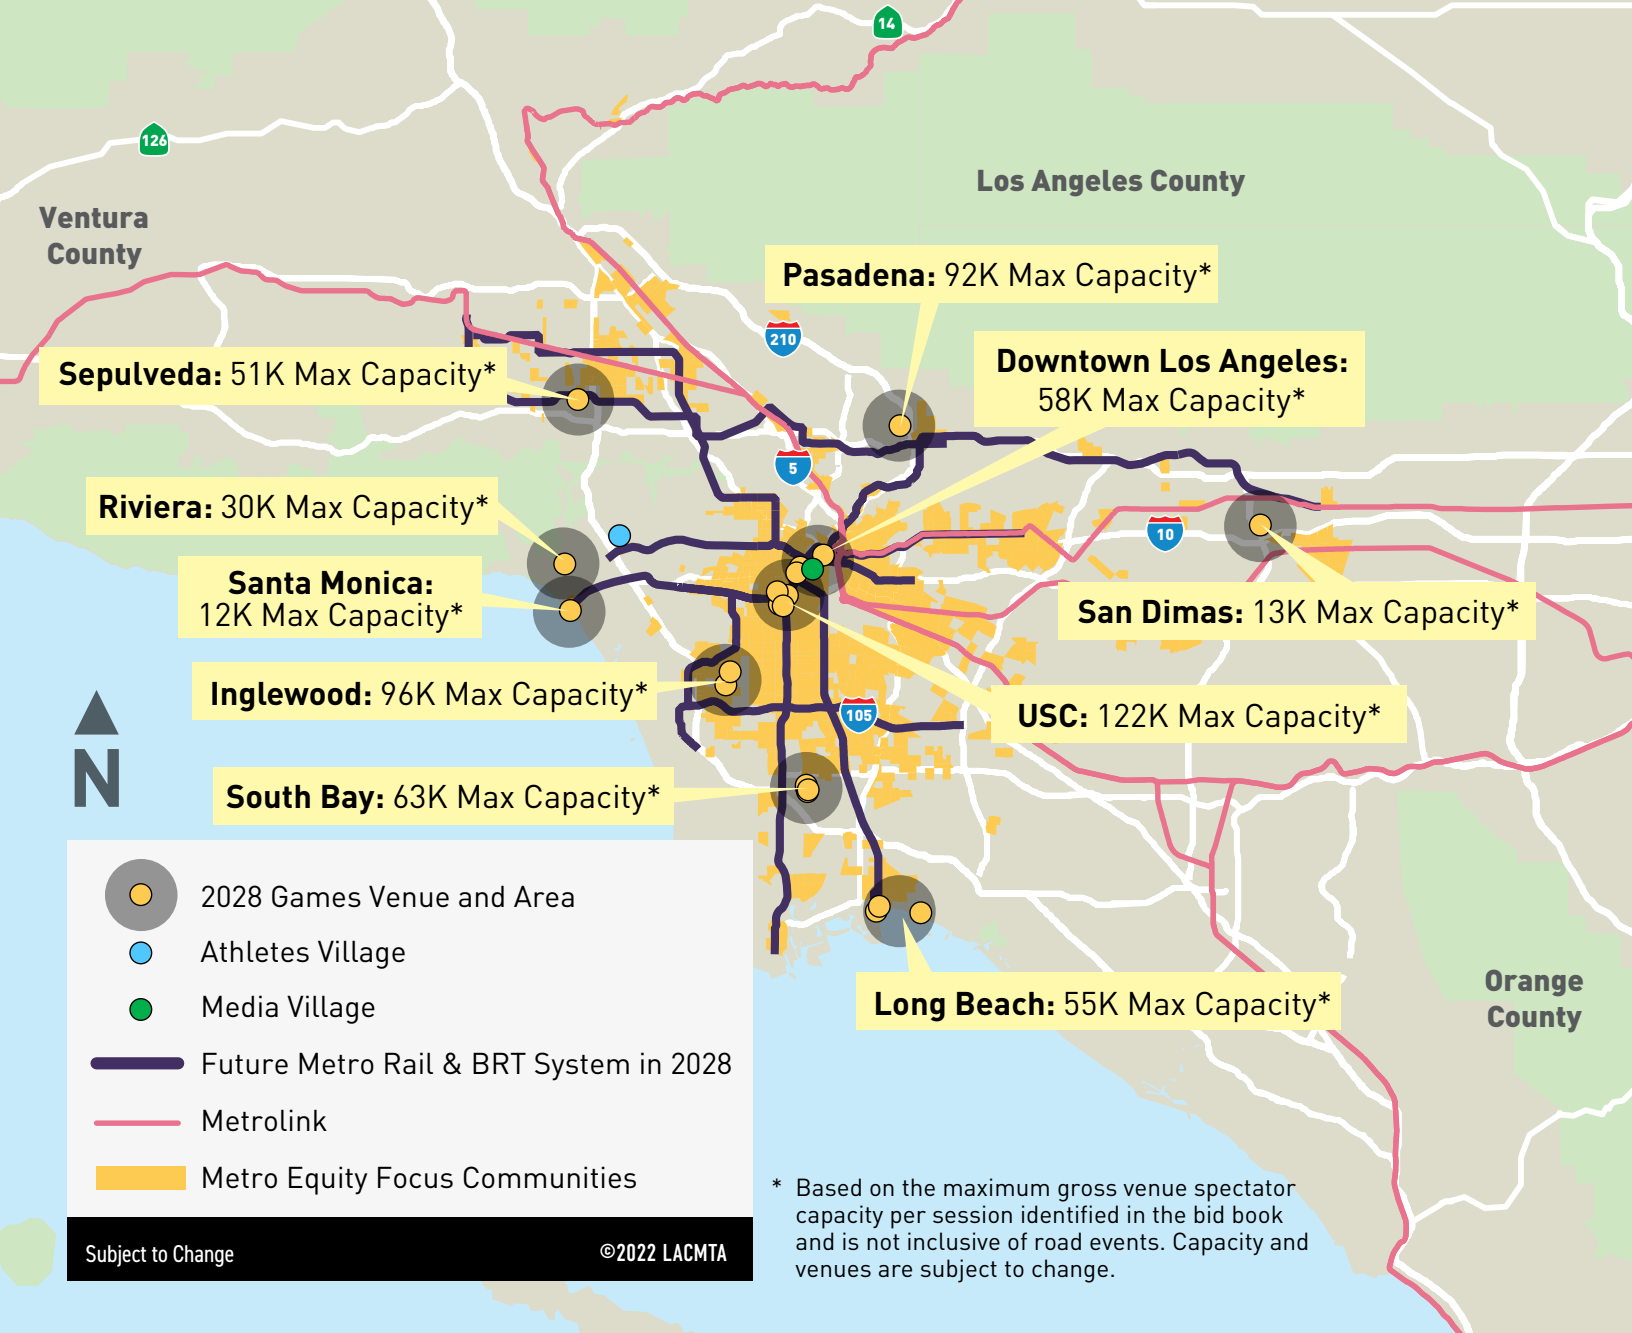 14
126
Los Angeles County
Ventura
County
Pasadena: 92K Max Capacity*
210
Downtown Los Angeles:
58K Max Capacity*
Sepulveda: 51K Max Capacity*
5
Riviera: 30K Max Capacity*
10
Santa Monica:
12K Max Capacity*
San Dimas: 13K Max Capacity*
Inglewood: 96K Max Capacity*
105
USC: 122K Max Capacity*
N
South Bay: 63K Max Capacity*
2028 Games Venue and Area
Athletes Village
Media Village
Future Metro Rail & BRT System in 2028
Metrolink
Metro Equity Focus Communities
Subject to Change
©2022 LACMTA
Long Beach: 55K Max Capacity*
Orange
County
* Based on the maximum gross venue spectator
capacity per session identified in the bid book
and is not inclusive of road events. Capacity and
venues are subject to change.